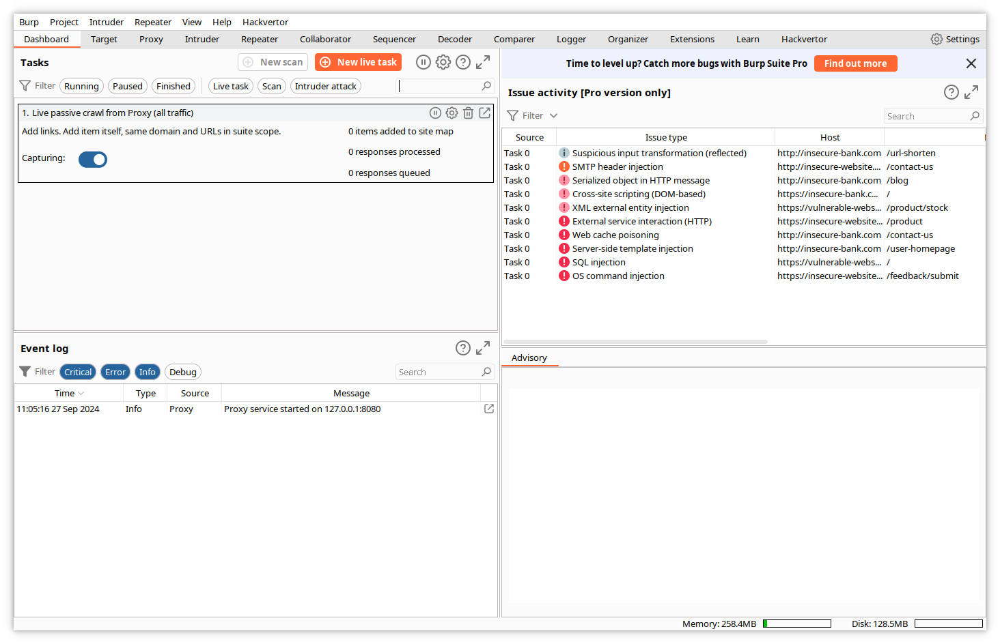 Burp Project Intruder Repeater View Help Hackvertor
Dashboard Target Proxy Intruder Repeater Collaborator Sequencer Decoder Comparer Logger Organizer Extensions Learn Hackvertor Settings
Tasks New scan New live task
Filter Running Paused Finished Live task Scan Intruder attack
1. Live passive crawl from Proxy (all traffic)
Add links. Add item itself, same domain and URLs in suite scope. 0 items added to site map
0 responses processed
Capturing:
0 responses queued
Event log
Filter Critical Error Info Debug Search
Time Type Source Message
11:05:16 27 Sep 2024 Info Proxy Proxy service started on 127.0.0.1:8080
Time to level up? Catch more bugs with Burp Suite Pro Find out more
Issue activity [Pro version only]
Filter Search
Source Issue type Host
Task 0 Suspicious input transformation (reflected) http://insecure-bank.com /url-shorten
Task 0 SMTP header injection http://insecure-website.... /contact-us
Task 0 Serialized object in HTTP message http://insecure-bank.com /blog
Task 0 Cross-site scripting (DOM-based) https://insecure-bank.c... /
Task 0 XML external entity injection https://vulnerable-webs... /product/stock
Task 0 External service interaction (HTTP) https://insecure-website... /product
Task 0 Web cache poisoning http://insecure-bank.com /contact-us
Task 0 Server-side template injection http://insecure-bank.com /user-homepage
Task 0 SQL injection https://vulnerable-webs... /
Task 0 OS command injection https://insecure-website... /feedback/submit
Advisory
Memory: 258.4MB Disk: 128.5MB